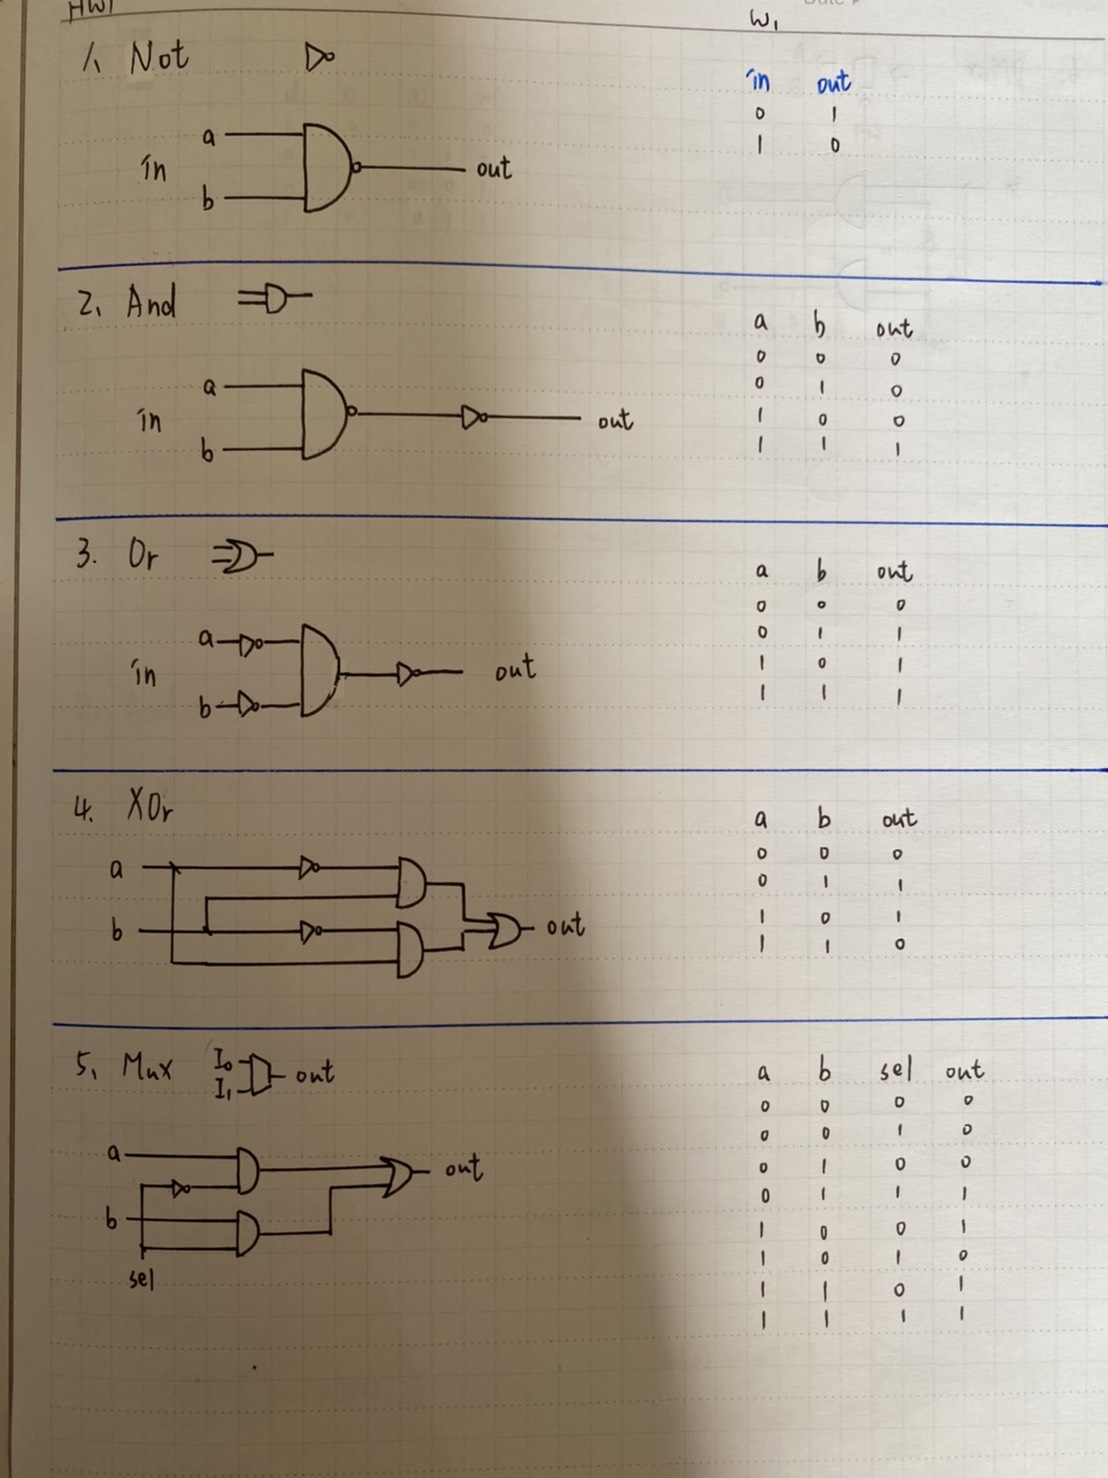 HW1
W1
1. Not
in out
0 1
1 0
a
in
b
out
2. And
a b out
0 0 0
0 1 0
1 0 0
1 1 1
a
in
b
out
3. Or
a b out
0 0 0
0 1 1
1 0 1
1 1 1
a
in
b
out
4. XOr
a b out
0 0 0
0 1 1
1 0 1
1 1 0
a
b
out
5. Mux
I0
I1
out
a b sel out
0 0 0 0
0 0 1 0
0 1 0 0
0 1 1 1
1 0 0 1
1 0 1 0
1 1 0 1
1 1 1 1
a
b
sel
out